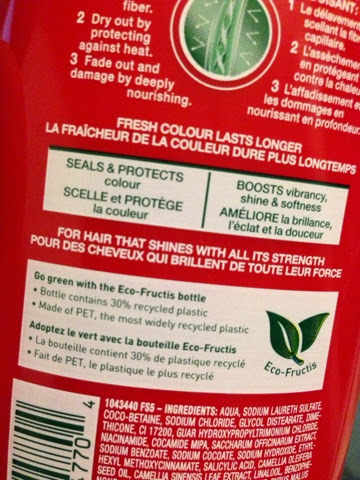 fiber.
2 Dry out by
protecting
against heat.
3 Fade out and
damage by deeply
nourishing.
1 Le délavement
scellant la fibre
capillaire.
2 L'assèchement
en protégeant
contre la chaleur
3 L'affadissement
les dommages en
nourissant en profondeur
FRESH COLOUR LASTS LONGER
LA FRAÎCHEUR DE LA COULEUR DURE PLUS LONGTEMPS
SEALS & PROTECTS
colour
SCELLE et PROTÈGE
la couleur
BOOSTS vibrancy,
shine & softness
AMÉLIORE la brillance,
l'éclat et la douceur
FOR HAIR THAT SHINES WITH ALL ITS STRENGTH
POUR DES CHEVEUX QUI BRILLENT DE TOUTE LEUR FORCE
Go green with the Eco-Fructis bottle
• Bottle contains 30% recycled plastic
• Made of PET, the most widely recycled plastic
Adoptez le vert avec la bouteille Eco-Fructis
• La bouteille contient 30% de plastique recyclé
• Fait de PET, le plastique le plus recyclé
Eco-Fructis
1043440 FS5 - INGREDIENTS: AQUA, SODIUM LAURETH SULFATE,
COCO-BETAINE, SODIUM CHLORIDE, GLYCOL DISTEARATE, DIME-
THICONE, CI 17200, GUAR HYDROXYPROPYLTRIMONIUM CHLORIDE,
NIACINAMIDE, COCAMIDE MIPA, SACCHARUM OFFICINARUM EXTRACT,
SODIUM BENZOATE, SODIUM COCOATE, SODIUM HYDROXIDE,
HEXYL METHOXYCINNAMATE, SALICYLIC ACID, CAMELLIA OLEIFERA
SEED OIL, CAMELLIA SINENSIS LEAF EXTRACT, LINALOOL,
4770 4